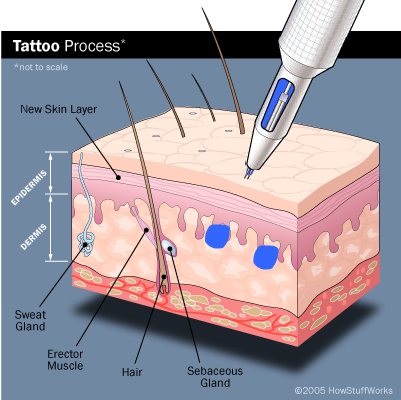 Tattoo Process*
*not to scale
New Skin Layer
EPIDERMIS
DERMIS
Sweat
Gland
Erector
Muscle
Hair
Sebaceous
Gland
©2005 HowStuffWorks